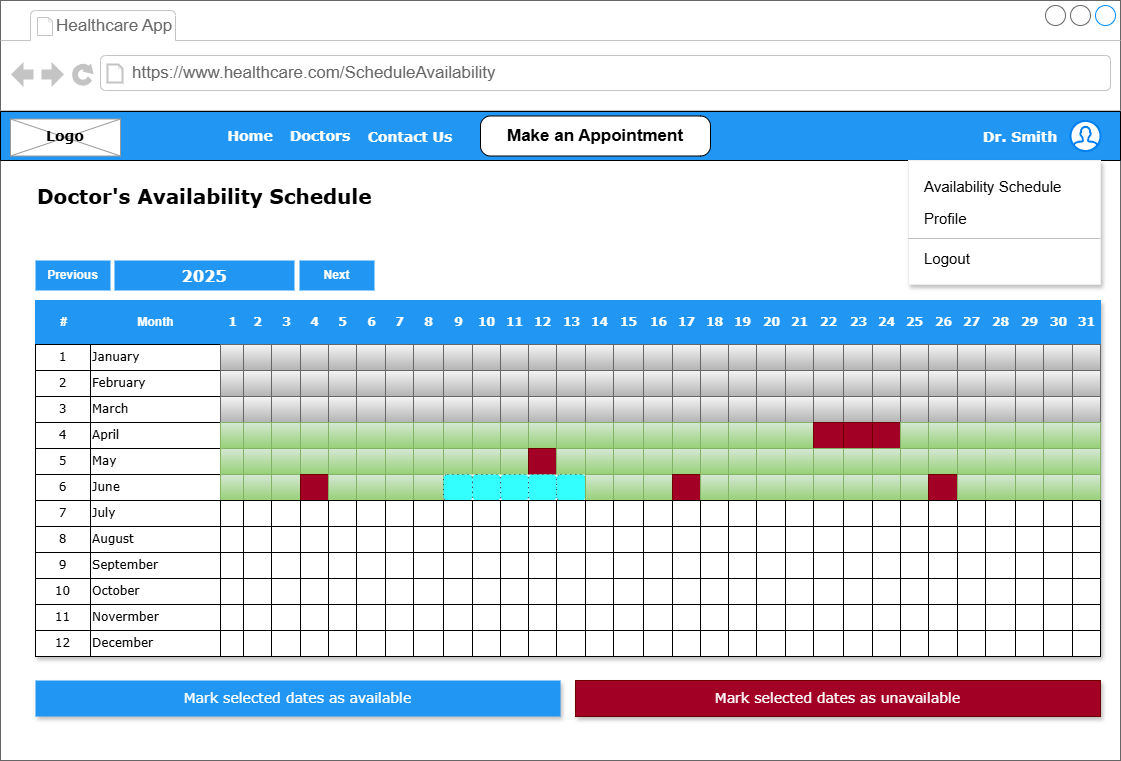 Healthcare App
https://www.healthcare.com/ScheduleAvailability
Logo Home Doctors Contact Us Make an Appointment Dr. Smith
Availability Schedule
Profile
Logout
Doctor's Availability Schedule
Previous 2025 Next
# Month 1 2 3 4 5 6 7 8 9 10 11 12 13 14 15 16 17 18 19 20 21 22 23 24 25 26 27 28 29 30 31
1 January
2 February
3 March
4 April
5 May
6 June
7 July
8 August
9 September
10 October
11 Novermber
12 December
Mark selected dates as available Mark selected dates as unavailable